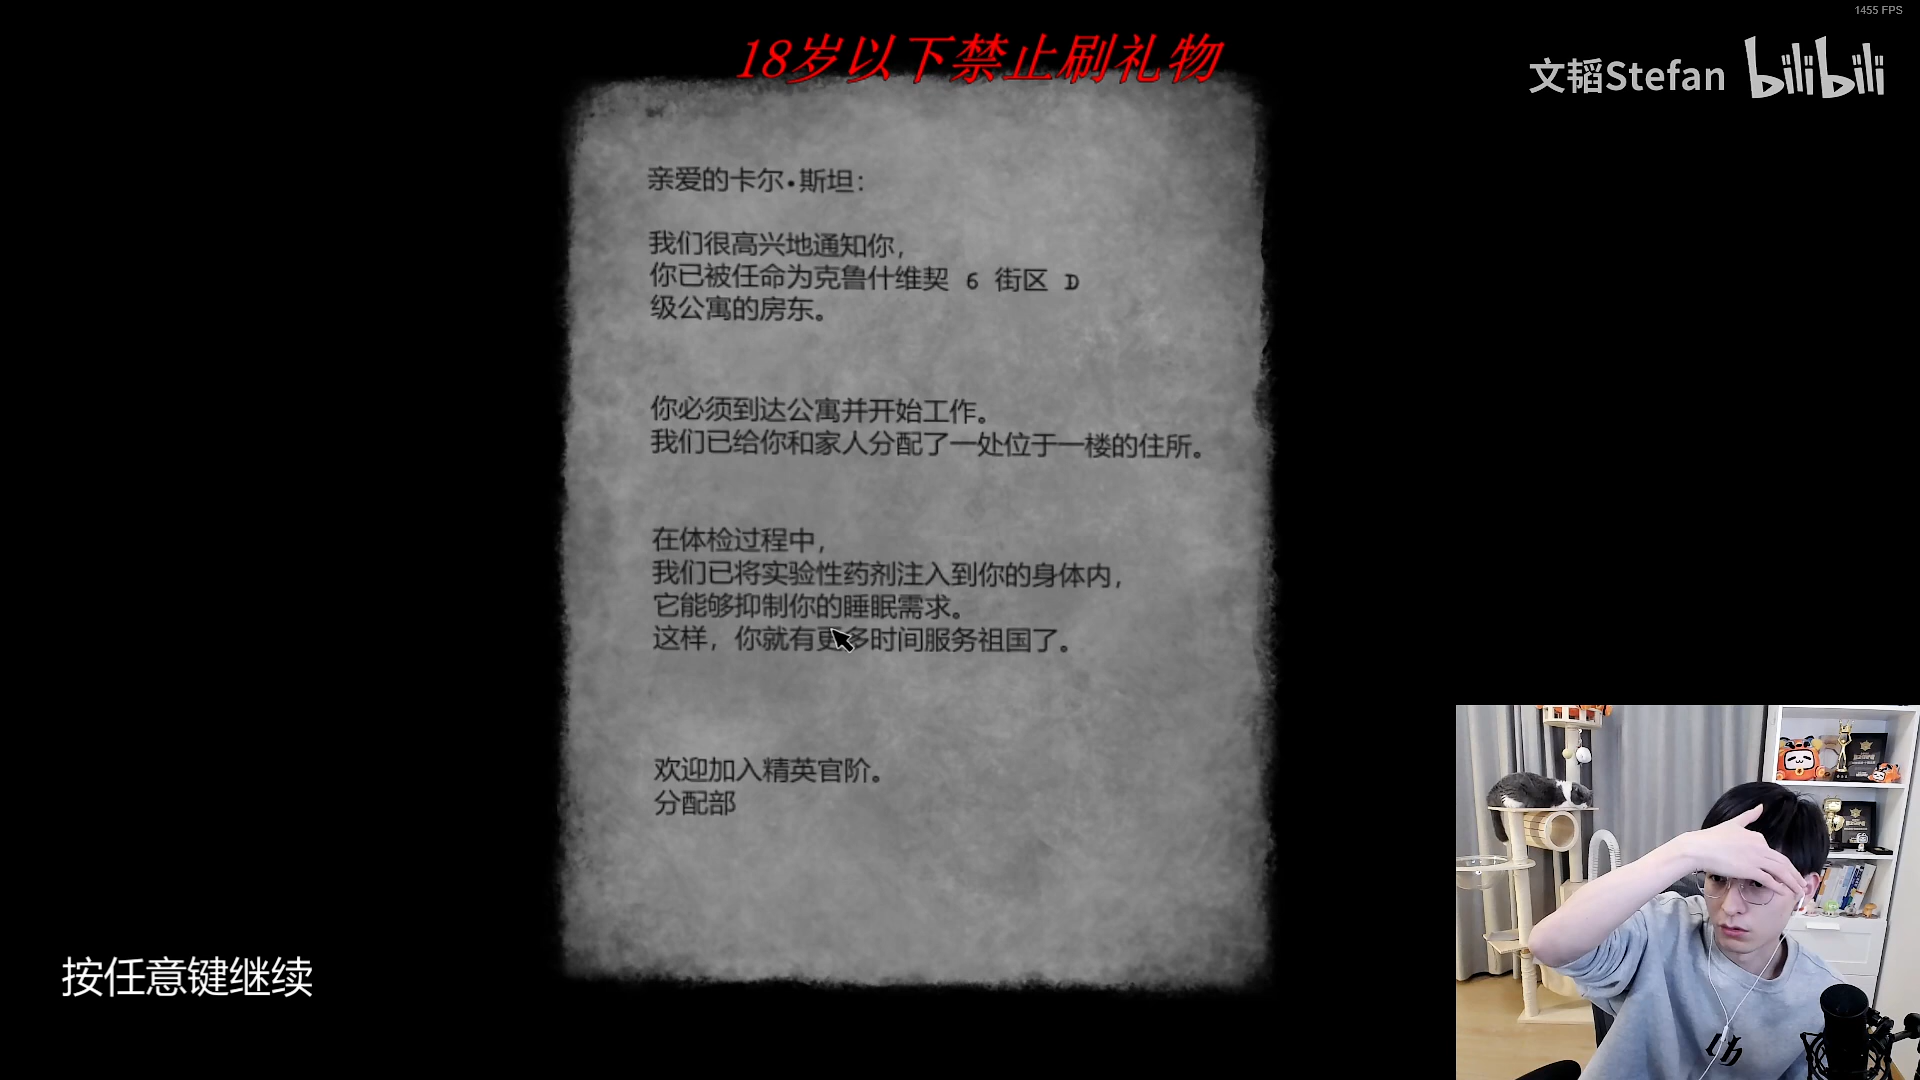 1455 FPS
18岁以下禁止刷礼物
文韬Stefan bilibili
亲爱的卡尔·斯坦：
我们很高兴地通知你，
你已被任命为克鲁什维契 6 街区 D
级公寓的房东。
你必须到达公寓并开始工作。
我们已给你和家人分配了一处位于一楼的住所。
在体检过程中，
我们已将实验性药剂注入到你的身体内，
它能够抑制你的睡眠需求。
这样，你就有更多时间服务祖国了。
欢迎加入精英官阶。
分配部
按任意键继续